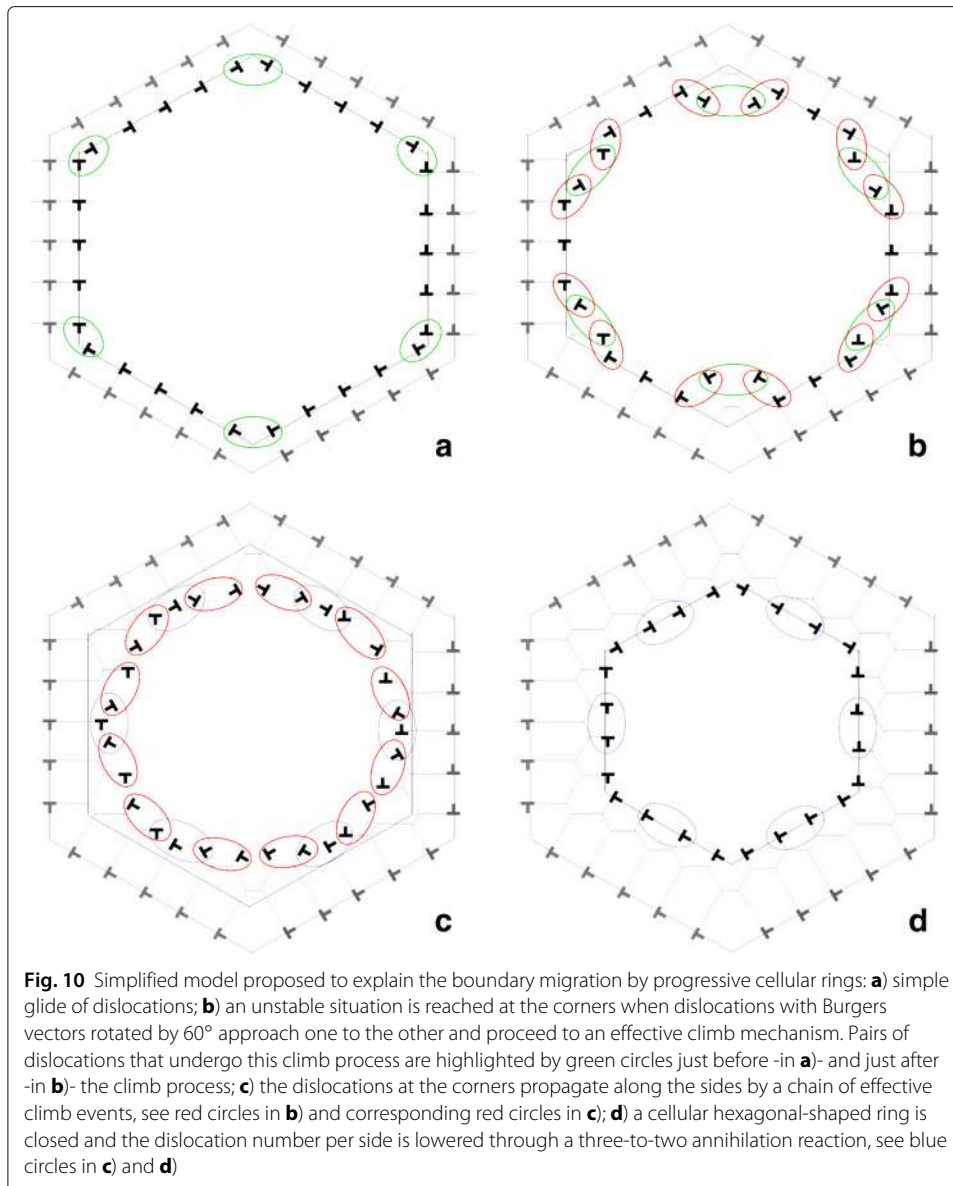 a
b
c
d
Fig. 10 Simplified model proposed to explain the boundary migration by progressive cellular rings: a) simple
glide of dislocations; b) an unstable situation is reached at the corners when dislocations with Burgers
vectors rotated by 60° approach one to the other and proceed to an effective climb mechanism. Pairs of
dislocations that undergo this climb process are highlighted by green circles just before -in a)- and just after
-in b)- the climb process; c) the dislocations at the corners propagate along the sides by a chain of effective
climb events, see red circles in b) and corresponding red circles in c); d) a cellular hexagonal-shaped ring is
closed and the dislocation number per side is lowered through a three-to-two annihilation reaction, see blue
circles in c) and d)